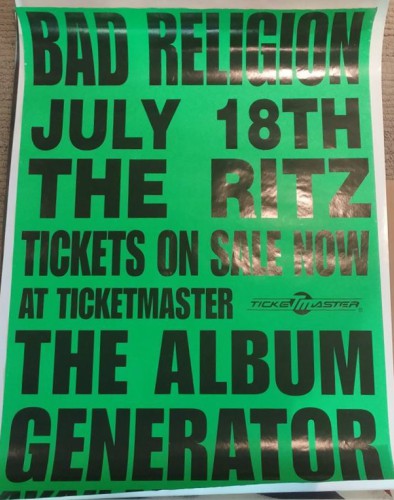 BAD RELIGION
JULY 18TH
THE RITZ
TICKETS ON SALE NOW
AT TICKETMASTER TICKETMASTER
THE ALBUM
GENERATOR